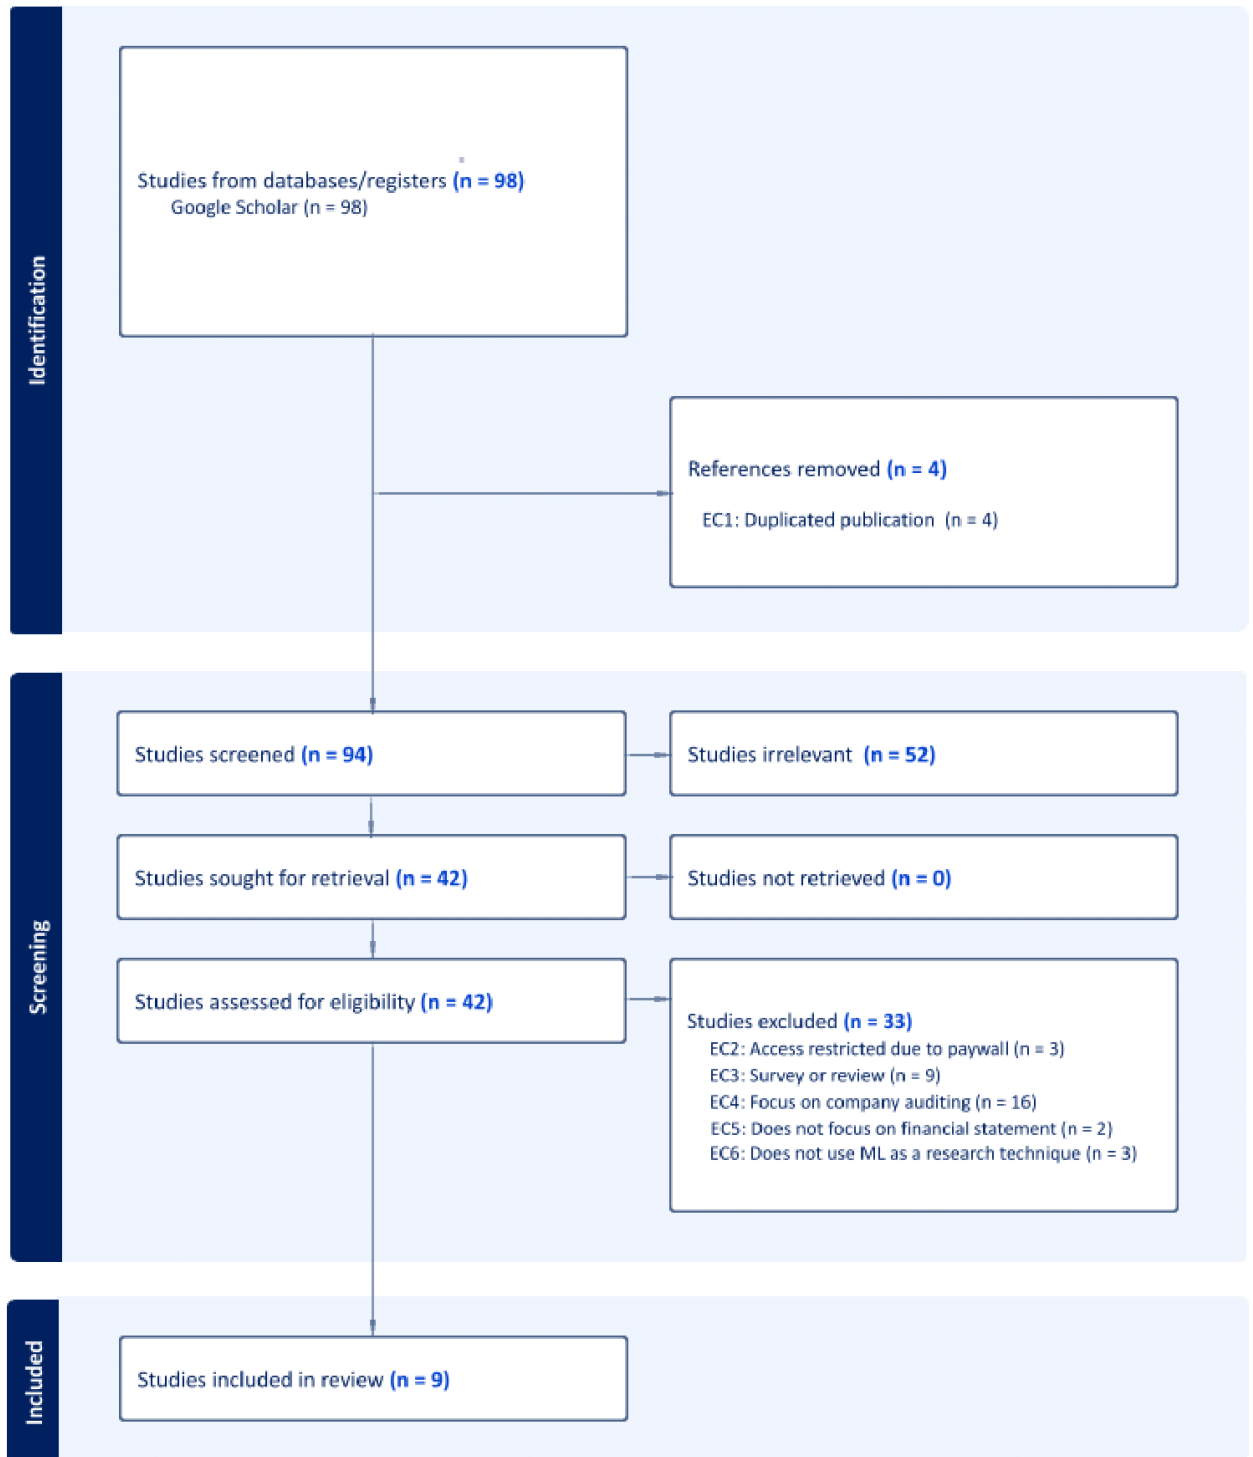 Identification
Studies from databases/registers (n = 98)
Google Scholar (n = 98)
References removed (n = 4)
EC1: Duplicated publication (n = 4)
Screening
Studies screened (n = 94)
Studies irrelevant (n = 52)
Studies sought for retrieval (n = 42)
Studies not retrieved (n = 0)
Studies assessed for eligibility (n = 42)
Studies excluded (n = 33)
EC2: Access restricted due to paywall (n = 3)
EC3: Survey or review (n = 9)
EC4: Focus on company auditing (n = 16)
EC5: Does not focus on financial statement (n = 2)
EC6: Does not use ML as a research technique (n = 3)
Included
Studies included in review (n = 9)